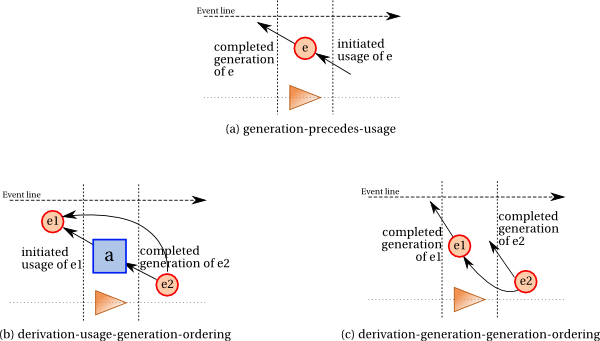 Event line
completed
generation
of e
e
initiated
usage of e
(a) generation-precedes-usage
Event line
e1
initiated
usage of e1
a
completed
generation of e2
e2
(b) derivation-usage-generation-ordering
Event line
completed
generation
of e1
e1
completed
generation
of e2
e2
(c) derivation-generation-generation-ordering